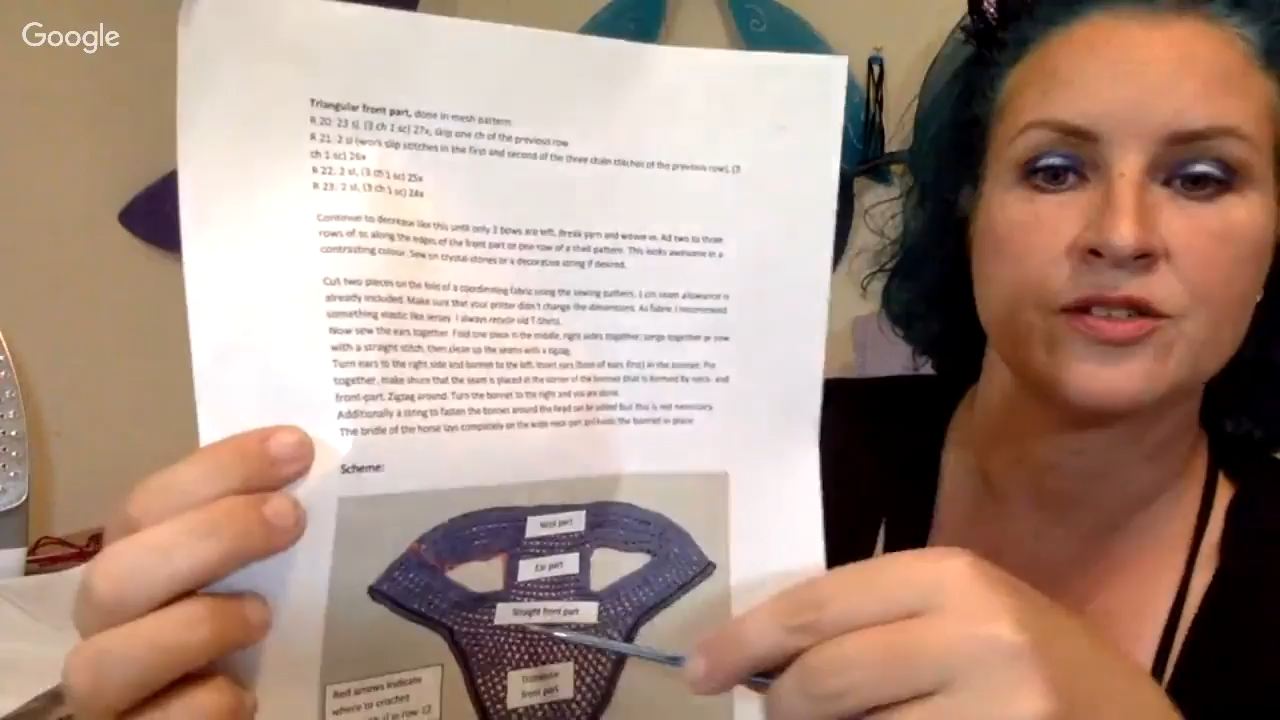 Google
Triangular front part, done in mesh pattern:
R 20: 23 sl, (3 ch 1 sc) 27x, skip one ch of the previous row
R 21: 2 sl (work slip stitches in the first and second of the three chain stitches of the previous row), (3
ch 1 sc) 26x
R 22: 2 sl, (3 ch 1 sc) 25x
R 23: 2 sl, (3 ch 1 sc) 24x
Continue to decrease like this until only 2 bows are left. Break yarn and weave in. Ad two to three
rows of sc along the edges of the front part or one row of a shell pattern. This looks awesome in a
contrasting colour. Sew on crystal stones or a decorative string if desired.
Cut two pieces on the fold of a coordinating fabric using the sewing pattern. 1 cm seam allowance is
already included. Make sure that your printer didn't change the dimensions. As fabric I recommend
something elastic like jersey. I always recycle old T-Shirts.
Now sew the ears together. Fold one piece in the middle, right sides together, serge together or sew
with a straight stitch, then clean up the seams with a zigzag.
Turn ears to the right side and bonnet to the left. Insert ears (base of ears first) in the bonnet. Pin
together, make shure that the seam is placed in the corner of the bonnet that is formed by neck- and
front-part. Zigzag around. Turn the bonnet to the right and you are done.
Additionally a string to fasten the bonnet around the head can be added but this is not necessary.
The bridle of the horse lays completely on the wide neck part and holds the bonnet in place.
Scheme:
Neck part
Ear part
Straight front part
Triangular
front part
Red arrows indicate
where to crochet
sl in row (2